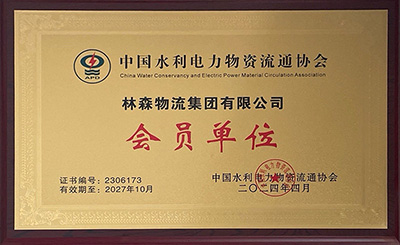 APD
中国水利电力物资流通协会
China Water Conservancy and Electric Power Material Circulation Association
林森物流集团有限公司
会员单位
证书编号：2306173
有效期至：2027年10月
中国水利电力物资流通协会
二〇二四年四月